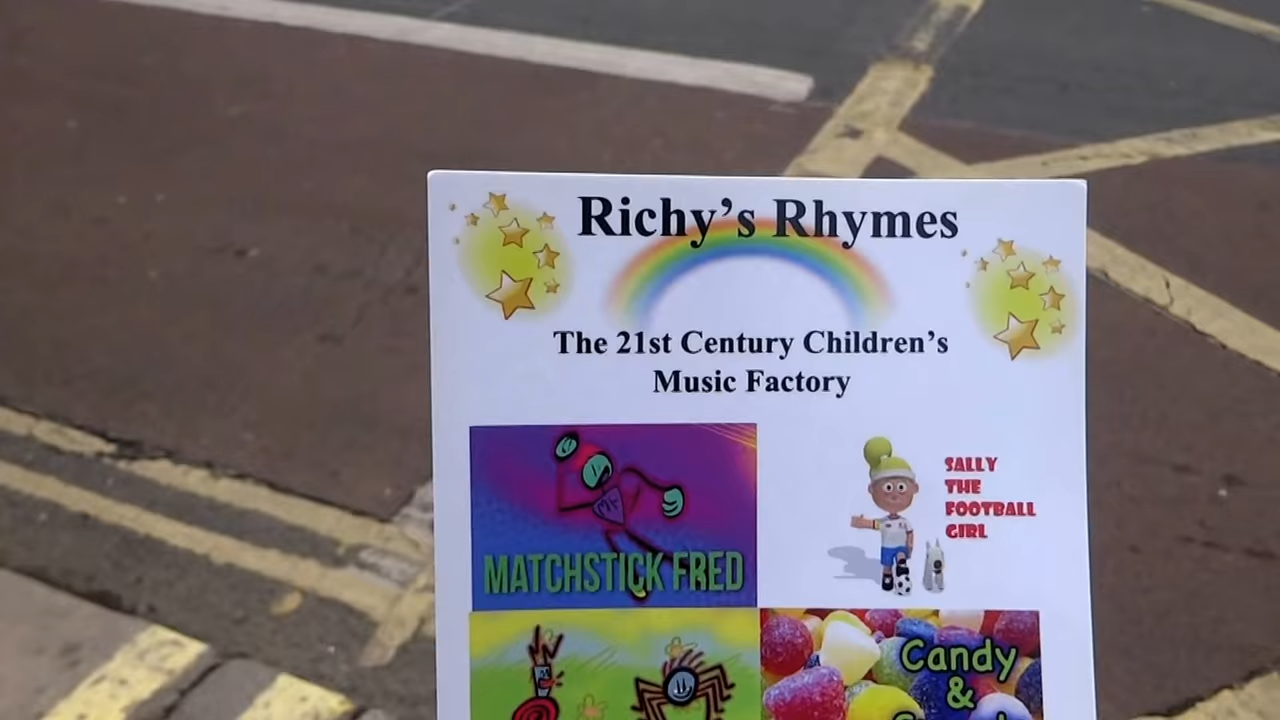 Richy's Rhymes
The 21st Century Children's
Music Factory
MATCHSTICK FRED
SALLY
THE
FOOTBALL
GIRL
Candy
&